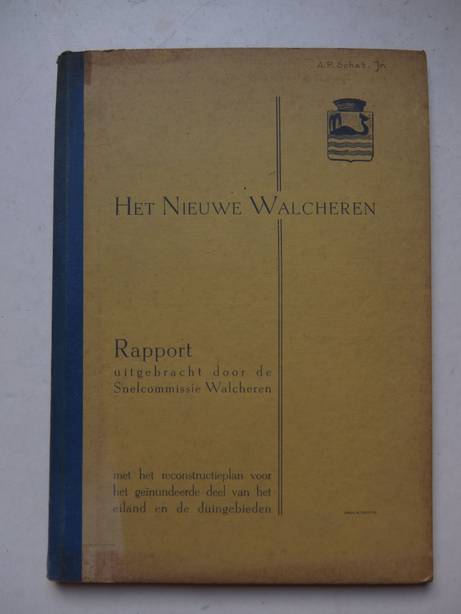 A.P. Schat. Jr.
HET NIEUWE WALCHEREN
Rapport
uitgebracht door de
Snelcommissie Walcheren
met het reconstructieplan voor
het geïnundeerde deel van het
eiland en de duingebieden